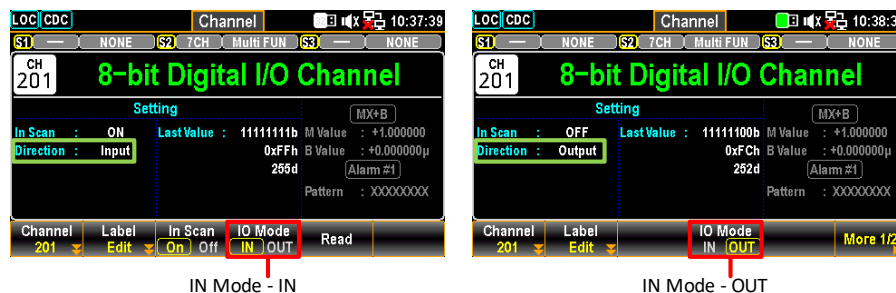 LOC CDC Channel 10:37:39
S1 — NONE S2 7CH Multi FUN S3 — NONE
CH 201 8-bit Digital I/O Channel
Setting MX+B
In Scan : ON Last Value : 11111111b M Value : +1.000000
Direction : Input 0xFFh B Value : +0.000000µ
255d Alarm #1
Pattern : XXXXXXXX
Channel Label In Scan IO Mode Read
201 Edit On Off IN OUT
IN Mode - IN
LOC CDC Channel 10:38:3
S1 — NONE S2 7CH Multi FUN S3 — NONE
CH 201 8-bit Digital I/O Channel
Setting MX+B
In Scan : OFF Last Value : 11111100b M Value : +1.000000
Direction : Output 0xFCh B Value : +0.000000µ
252d Alarm #1
Pattern : XXXXXXXX
Channel Label IO Mode More 1/2
201 Edit IN OUT
IN Mode - OUT